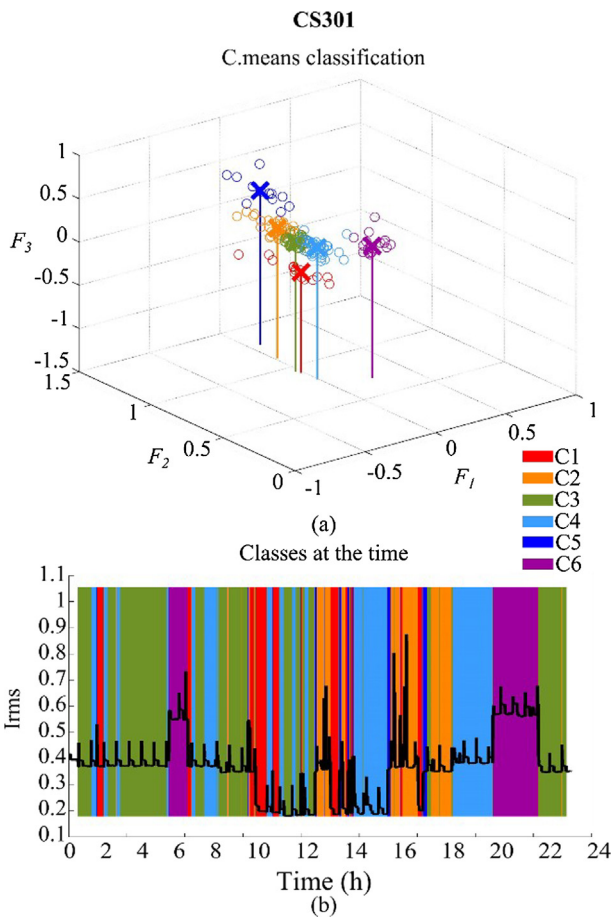 CS301
C.means classification
1
0.5
0
-0.5
-1
-1.5
F3
1.5
1
0.5
0
F2
-1
-0.5
0
0.5
1
F1
(a)
C1
C2
C3
C4
C5
C6
Classes at the time
1.1
1
0.9
0.8
0.7
0.6
0.5
0.4
0.3
0.2
0.1
Irms
0 2 4 6 8 10 12 14 16 18 20 22 24
Time (h)
(b)